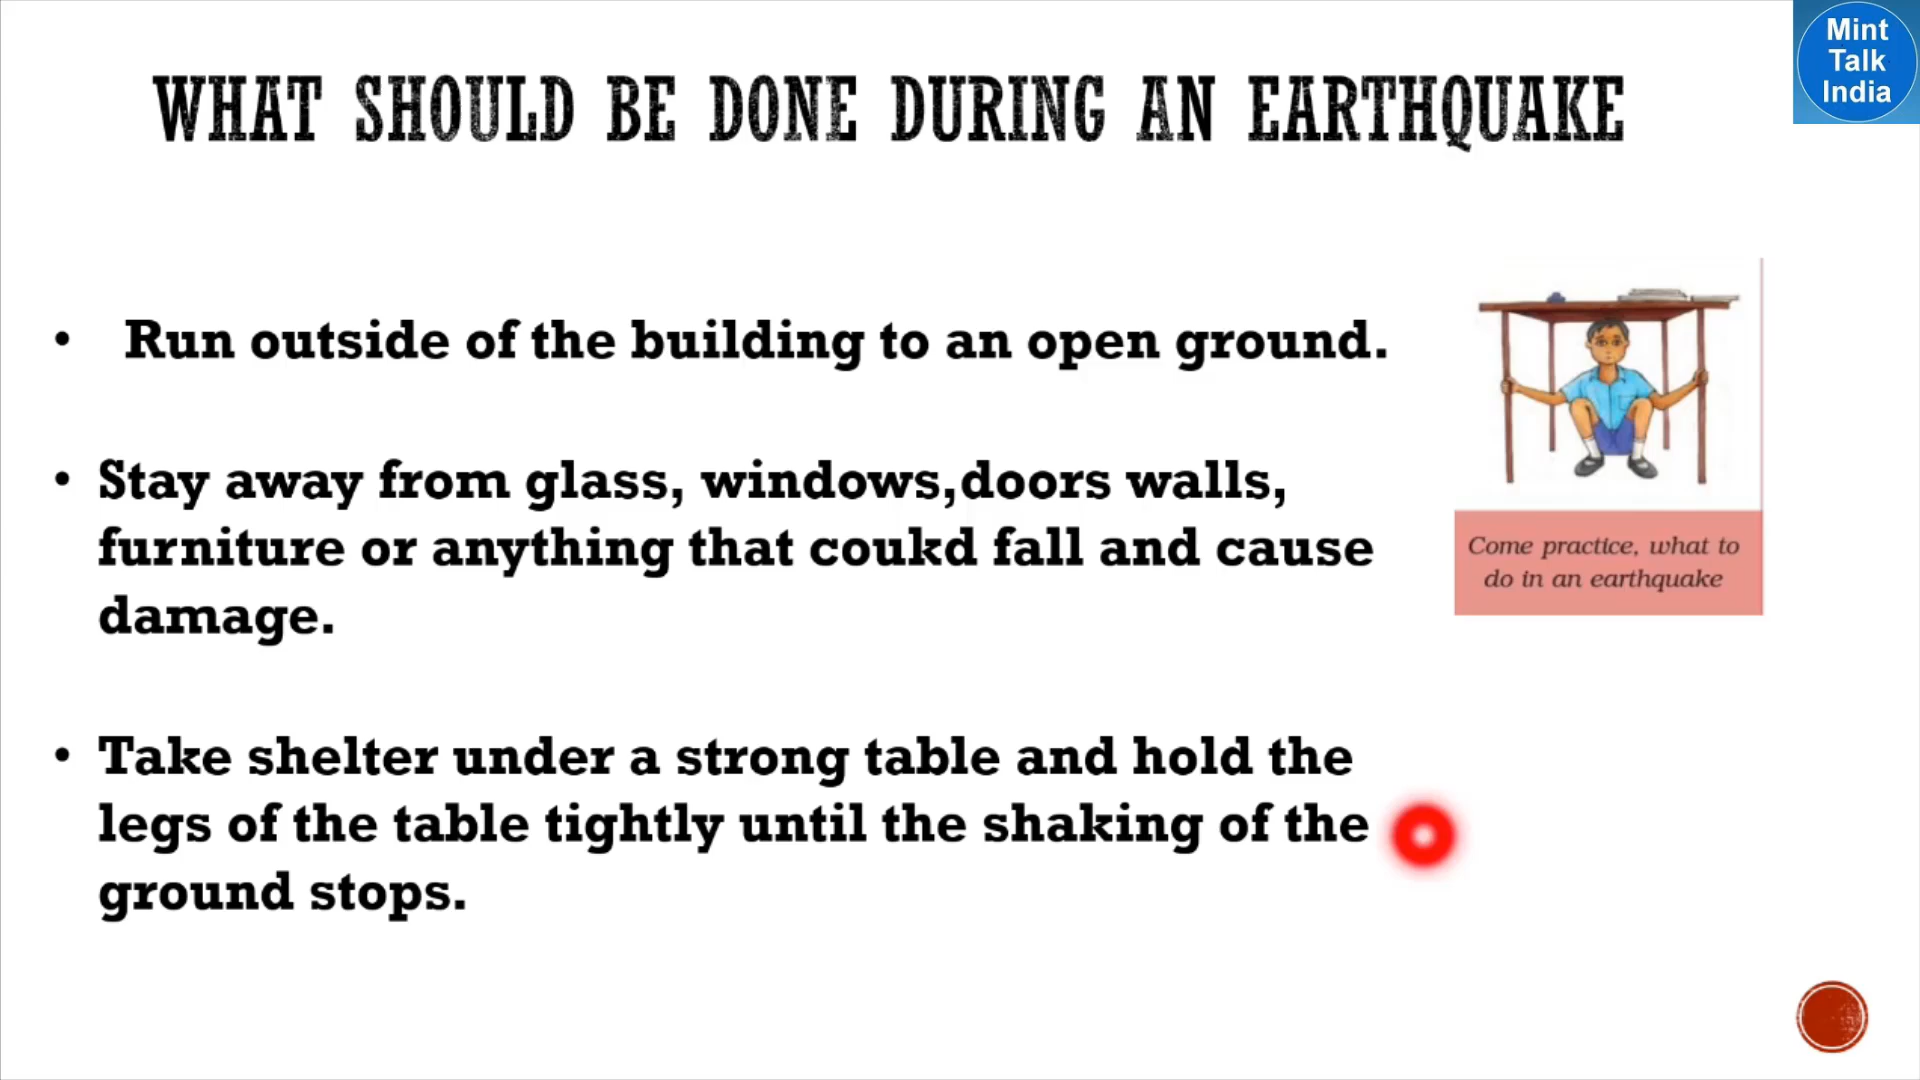 Mint
Talk
India
WHAT SHOULD BE DONE DURING AN EARTHQUAKE
• Run outside of the building to an open ground.
• Stay away from glass, windows,doors walls,
furniture or anything that coukd fall and cause
damage.
Come practice, what to
do in an earthquake
• Take shelter under a strong table and hold the
legs of the table tightly until the shaking of the
ground stops.